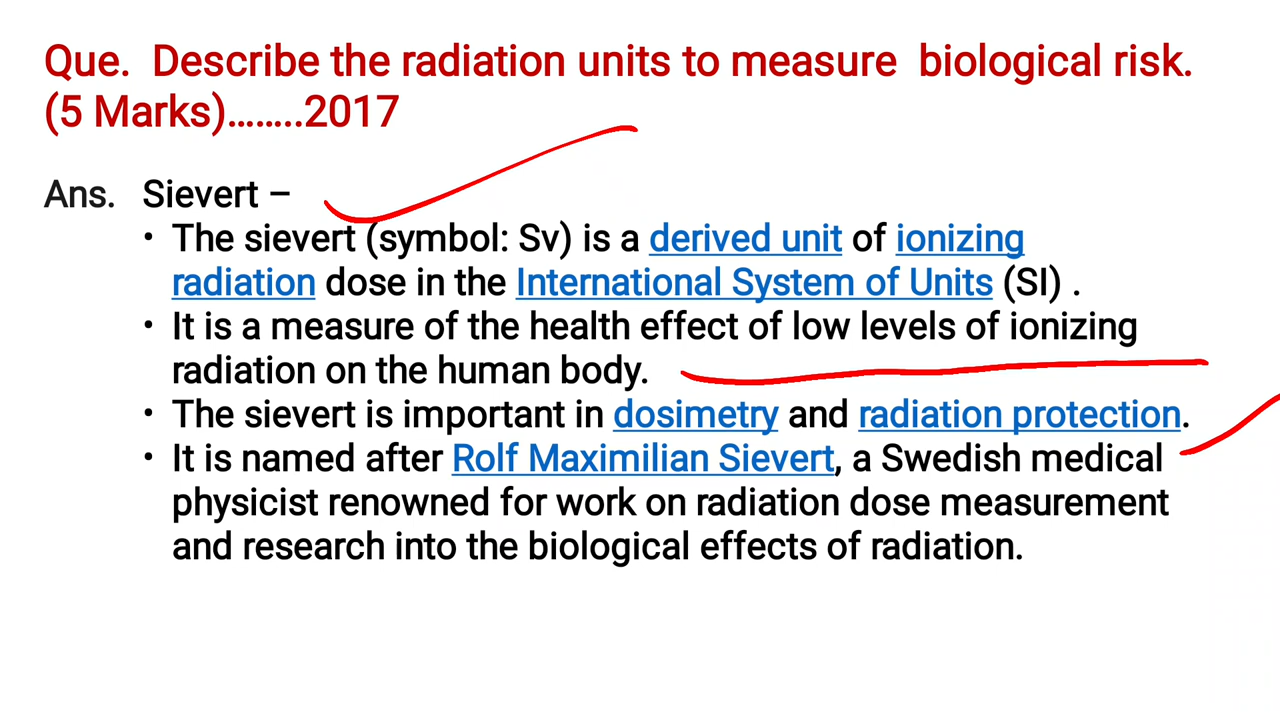 Que. Describe the radiation units to measure biological risk.
(5 Marks)……..2017
Ans. Sievert –
• The sievert (symbol: Sv) is a derived unit of ionizing
radiation dose in the International System of Units (SI) .
• It is a measure of the health effect of low levels of ionizing
radiation on the human body.
• The sievert is important in dosimetry and radiation protection.
• It is named after Rolf Maximilian Sievert, a Swedish medical
physicist renowned for work on radiation dose measurement
and research into the biological effects of radiation.